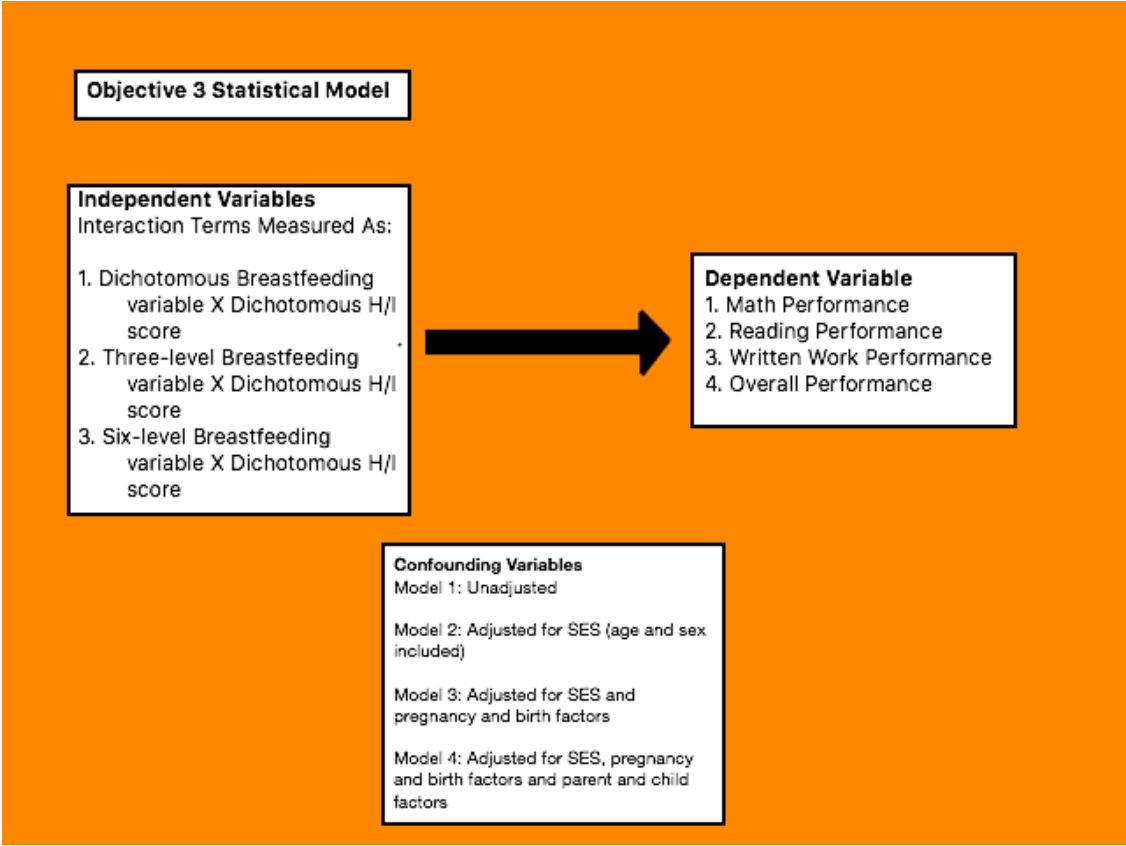 Objective 3 Statistical Model
Independent Variables
Interaction Terms Measured As:
1. Dichotomous Breastfeeding
variable X Dichotomous H/I
score
2. Three-level Breastfeeding
variable X Dichotomous H/I
score
3. Six-level Breastfeeding
variable X Dichotomous H/I
score
Dependent Variable
1. Math Performance
2. Reading Performance
3. Written Work Performance
4. Overall Performance
Confounding Variables
Model 1: Unadjusted
Model 2: Adjusted for SES (age and sex
included)
Model 3: Adjusted for SES and
pregnancy and birth factors
Model 4: Adjusted for SES, pregnancy
and birth factors and parent and child
factors